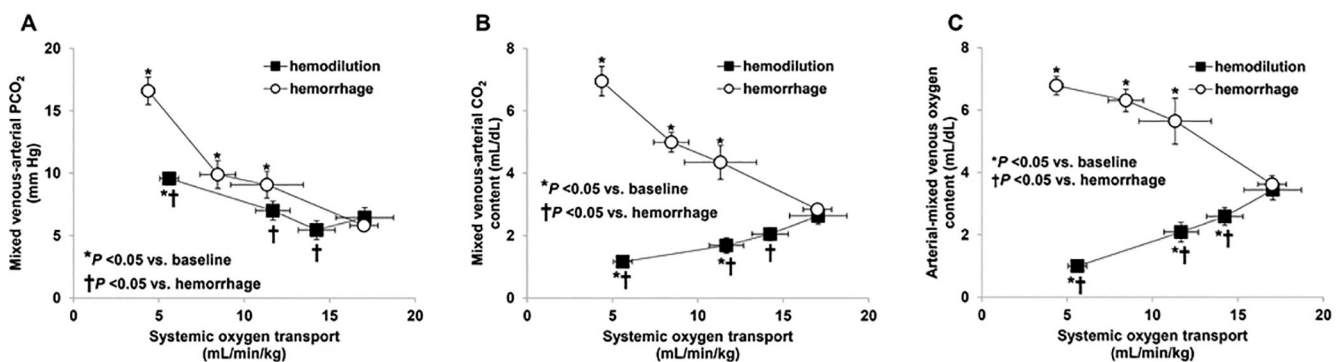 A
Mixed venous-arterial PCO2
(mm Hg)
20
15
10
5
0
hemodilution
hemorrhage
*
*
*
*†
†
†
*P <0.05 vs. baseline
†P <0.05 vs. hemorrhage
0
5
10
15
20
Systemic oxygen transport
(mL/min/kg)
B
Mixed venous-arterial CO2
content (mL/dL)
8
6
4
2
0
hemodilution
hemorrhage
*
*
*
*P <0.05 vs. baseline
†P <0.05 vs. hemorrhage
*†
*†
†
0
5
10
15
20
Systemic oxygen transport
(mL/min/kg)
C
Arterial-mixed venous oxygen
content (mL/dL)
8
6
4
2
0
hemodilution
hemorrhage
*
*
*
*P <0.05 vs. baseline
†P <0.05 vs. hemorrhage
*†
*†
*†
0
5
10
15
20
Systemic oxygen transport
(mL/min/kg)